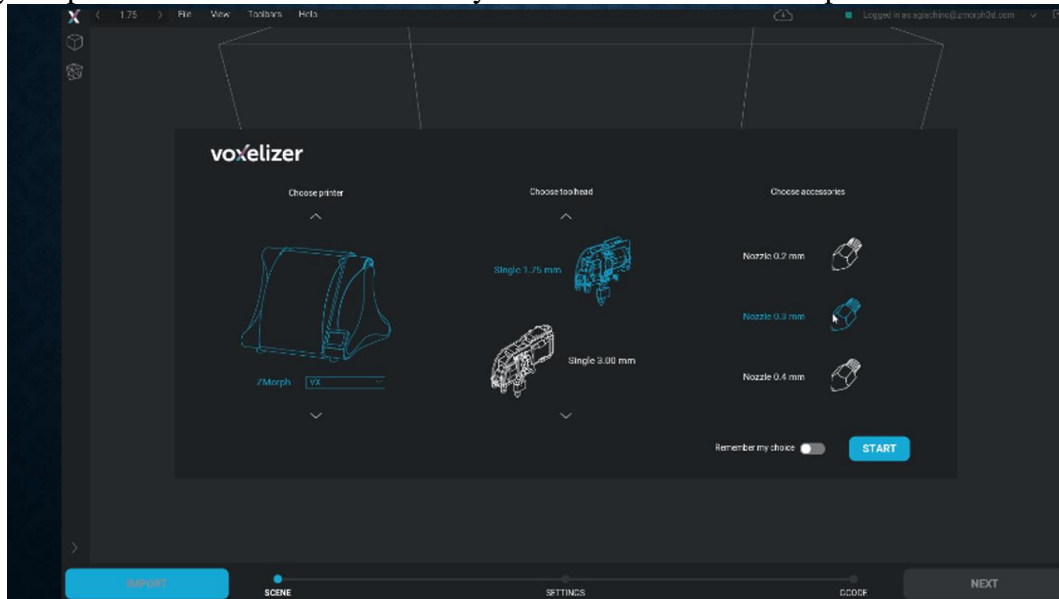 1.75 File View Toolbars Help
Logged in as aglachino@zmorph3d.com
voxelizer
Choose printer
Choose toolhead
Choose accessories
Nozzle 0.2 mm
Single 1.75 mm
Nozzle 0.3 mm
Single 3.00 mm
ZMorph VX
Nozzle 0.4 mm
Remember my choice
START
IMPORT
SCENE
SETTINGS
GCODE
NEXT